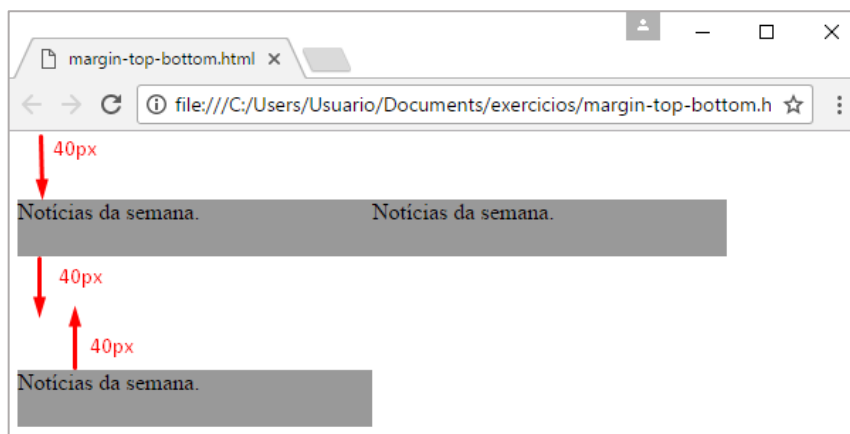 margin-top-bottom.html
file:///C:/Users/Usuario/Documents/exercicios/margin-top-bottom.h
40px
Notícias da semana. Notícias da semana.
40px
40px
Notícias da semana.